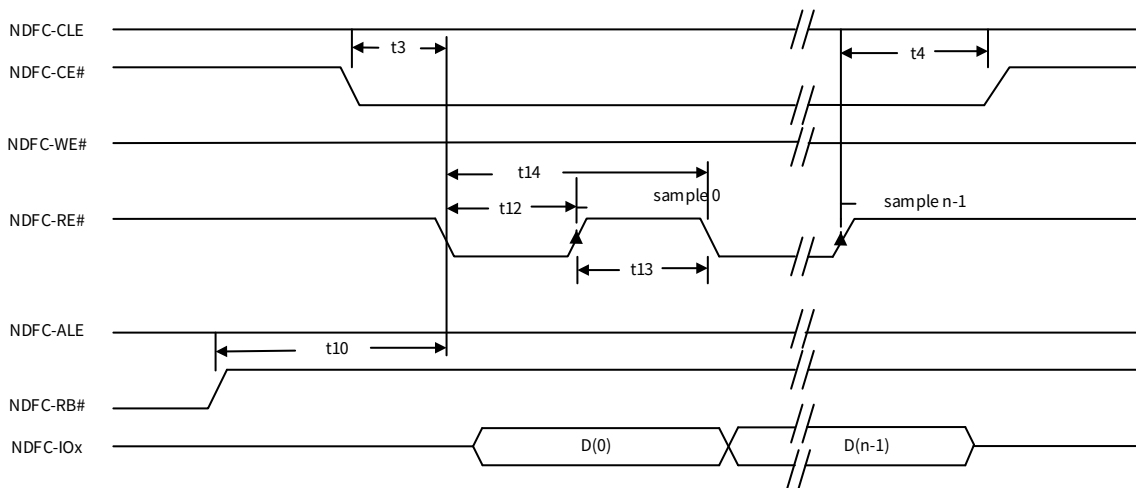 NDFC-CLE
t3
t4
NDFC-CE#
NDFC-WE#
t14
sample 0
t12
sample n-1
NDFC-RE#
t13
NDFC-ALE
t10
NDFC-RB#
NDFC-IOx
D(0)
D(n-1)